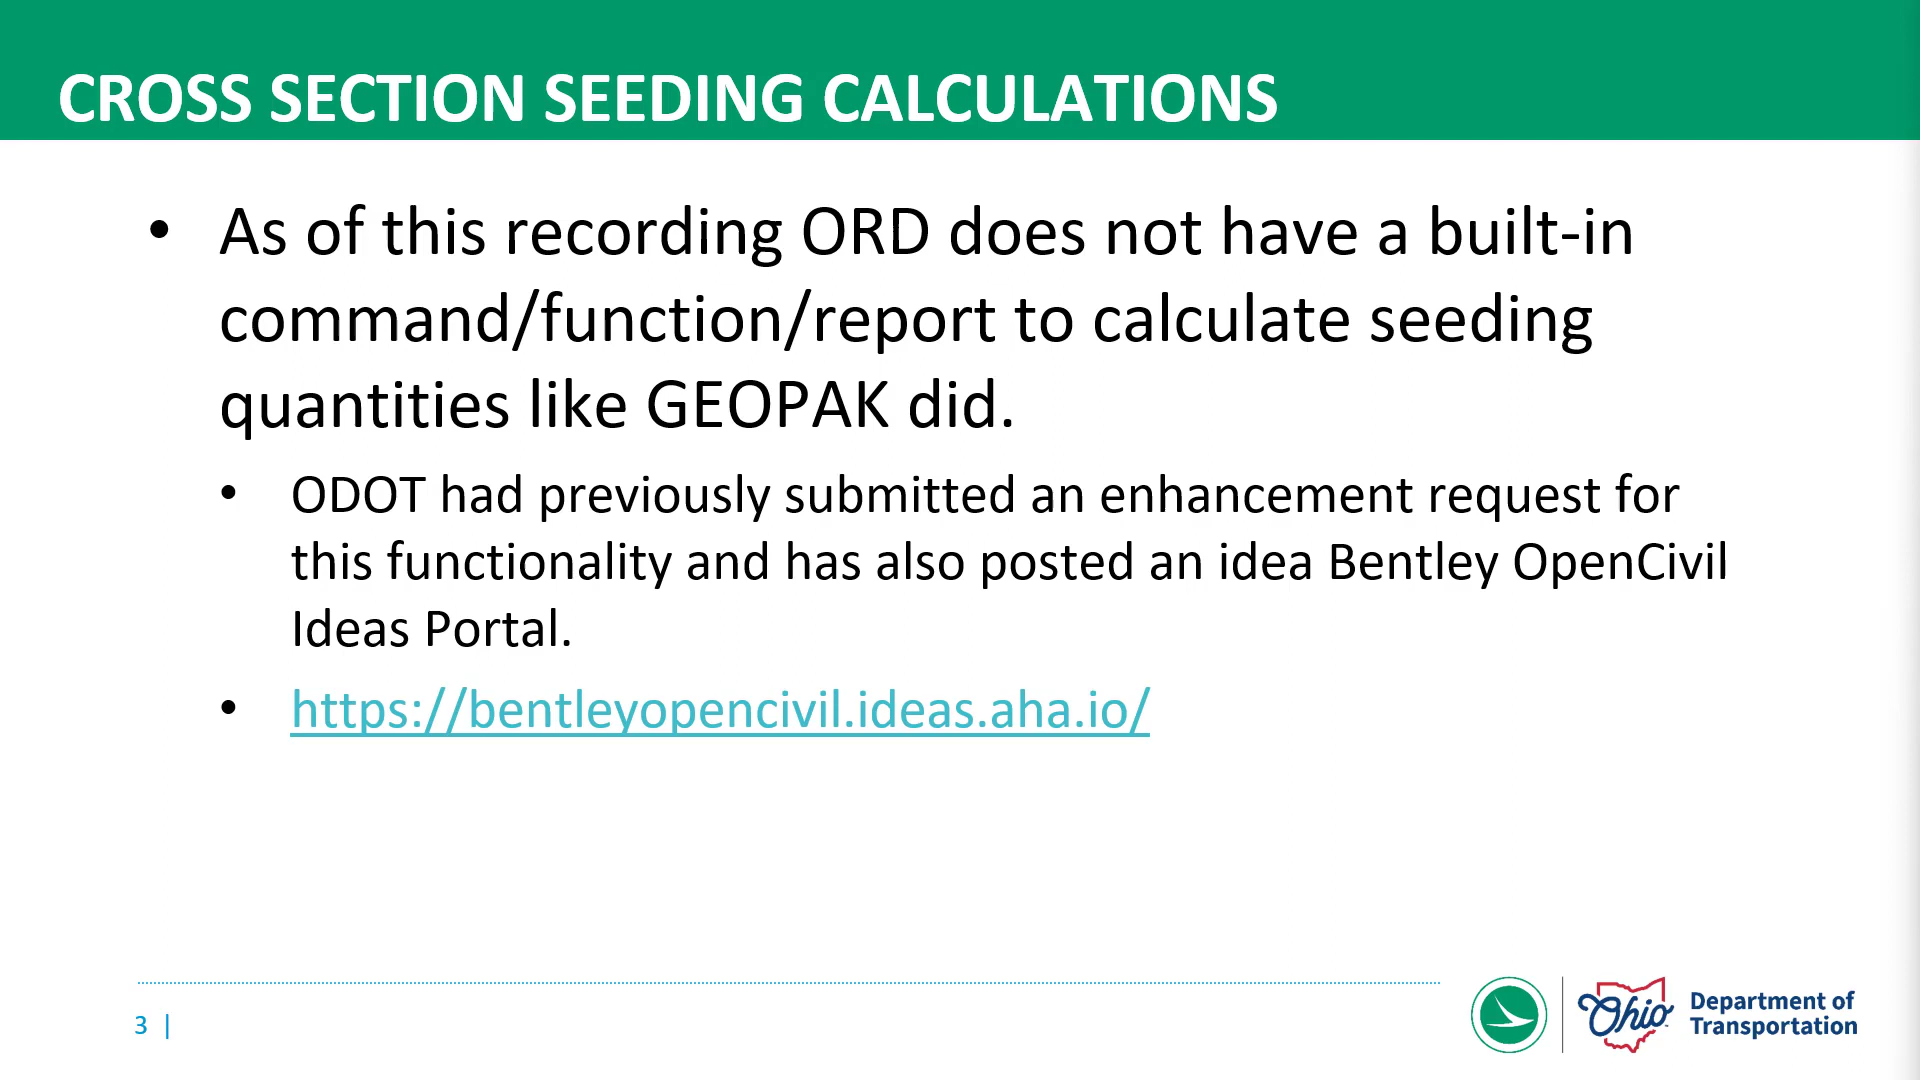 CROSS SECTION SEEDING CALCULATIONS
• As of this recording ORD does not have a built-in
command/function/report to calculate seeding
quantities like GEOPAK did.
• ODOT had previously submitted an enhancement request for
this functionality and has also posted an idea Bentley OpenCivil
Ideas Portal.
• https://bentleyopencivil.ideas.aha.io/
3 |
Ohio
Department of
Transportation